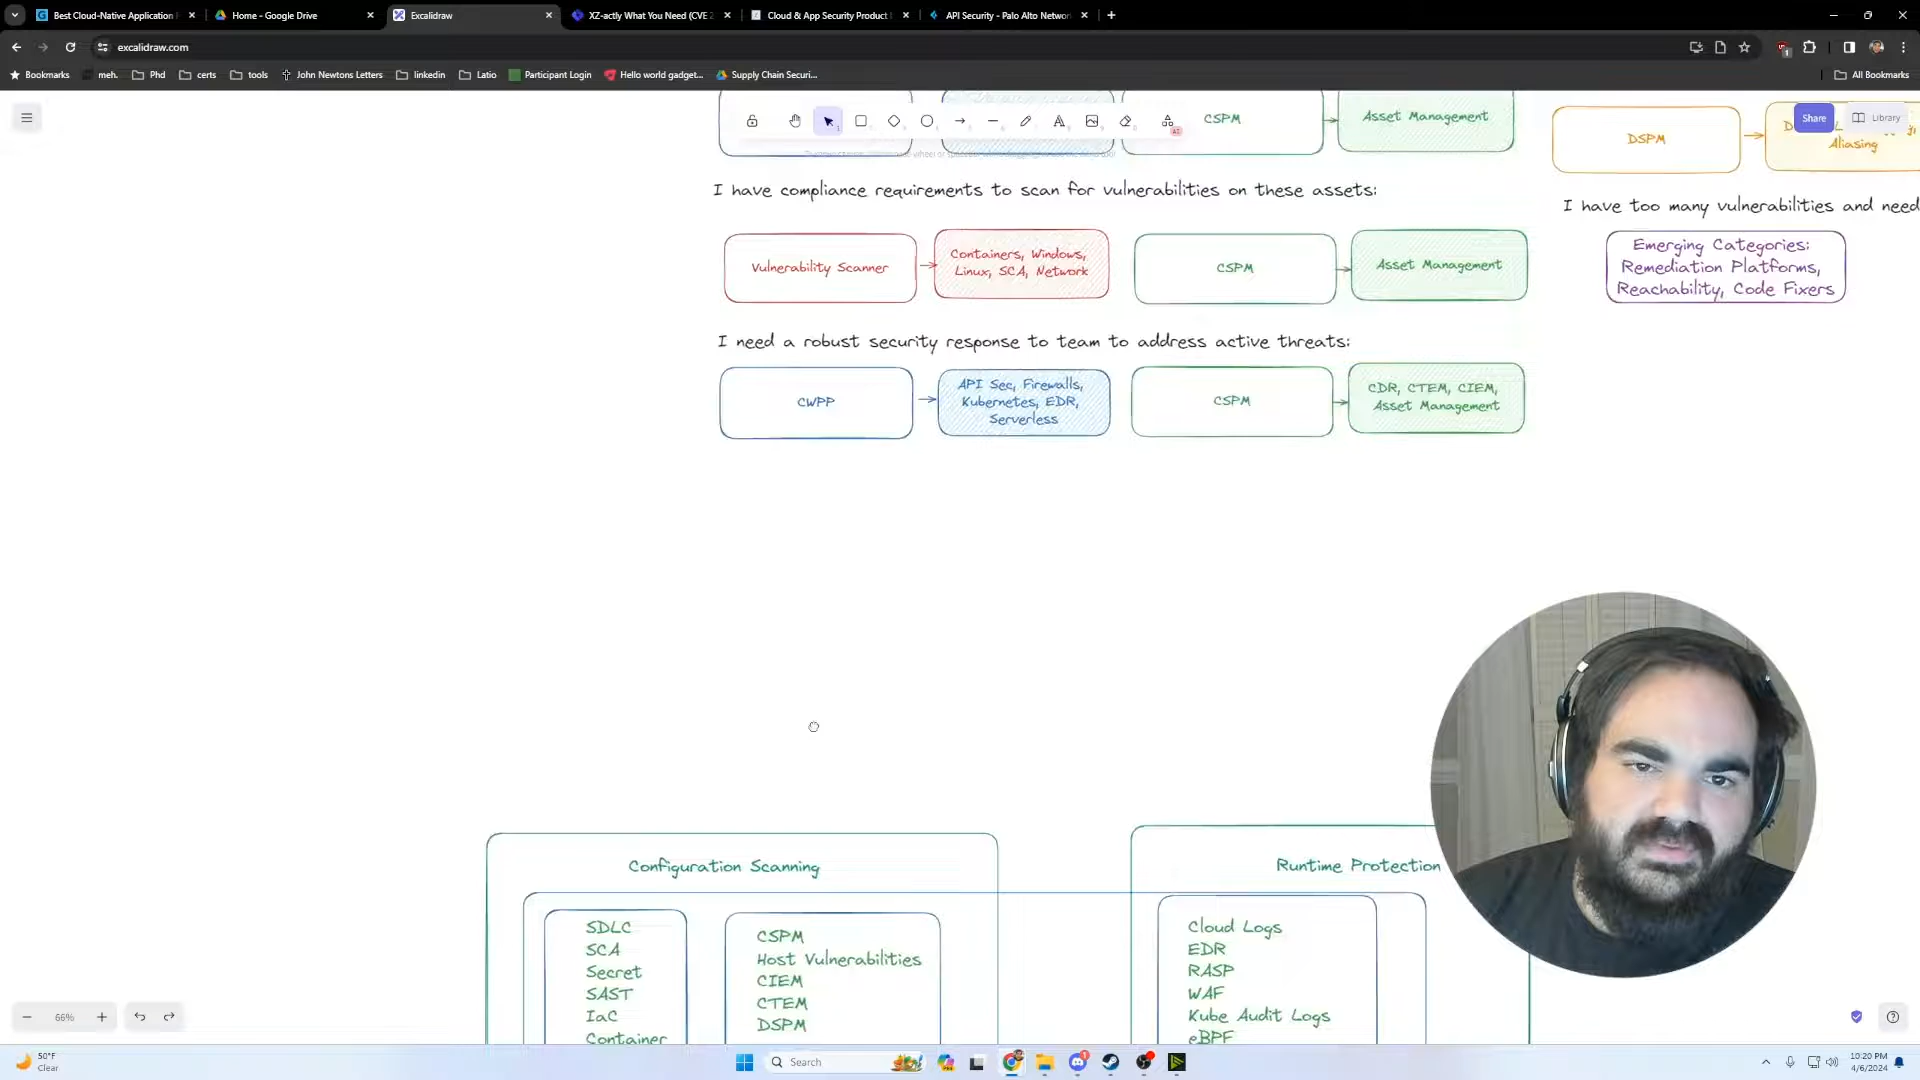 Best Cloud-Native Application
Home - Google Drive
Excalidraw
XZ-actly What You Need (CVE 2
Cloud & App Security Product
API Security - Palo Alto Networ
excalidraw.com
Bookmarks
meh.
Phd
certs
tools
John Newtons Letters
linkedin
Latio
Participant Login
Hello world gadget...
Supply Chain Securi...
All Bookmarks
Share
Library
CSPM
Asset Management
DSPM
Aliasing
I have compliance requirements to scan for vulnerabilities on these assets:
I have too many vulnerabilities and need
Vulnerability Scanner
Containers, Windows,
Linux, SCA, Network
CSPM
Asset Management
Emerging Categories:
Remediation Platforms,
Reachability, Code Fixers
I need a robust security response to team to address active threats:
CWPP
API Sec, Firewalls,
Kubernetes, EDR,
Serverless
CSPM
CDR, CTEM, CIEM,
Asset Management
Configuration Scanning
SDLC
SCA
Secret
SAST
IaC
Container
CSPM
Host Vulnerabilities
CIEM
CTEM
DSPM
Runtime Protection
Cloud Logs
EDR
RASP
WAF
Kube Audit Logs
eBPF
66%
50°F
Clear
Search
10:20 PM
4/6/2024